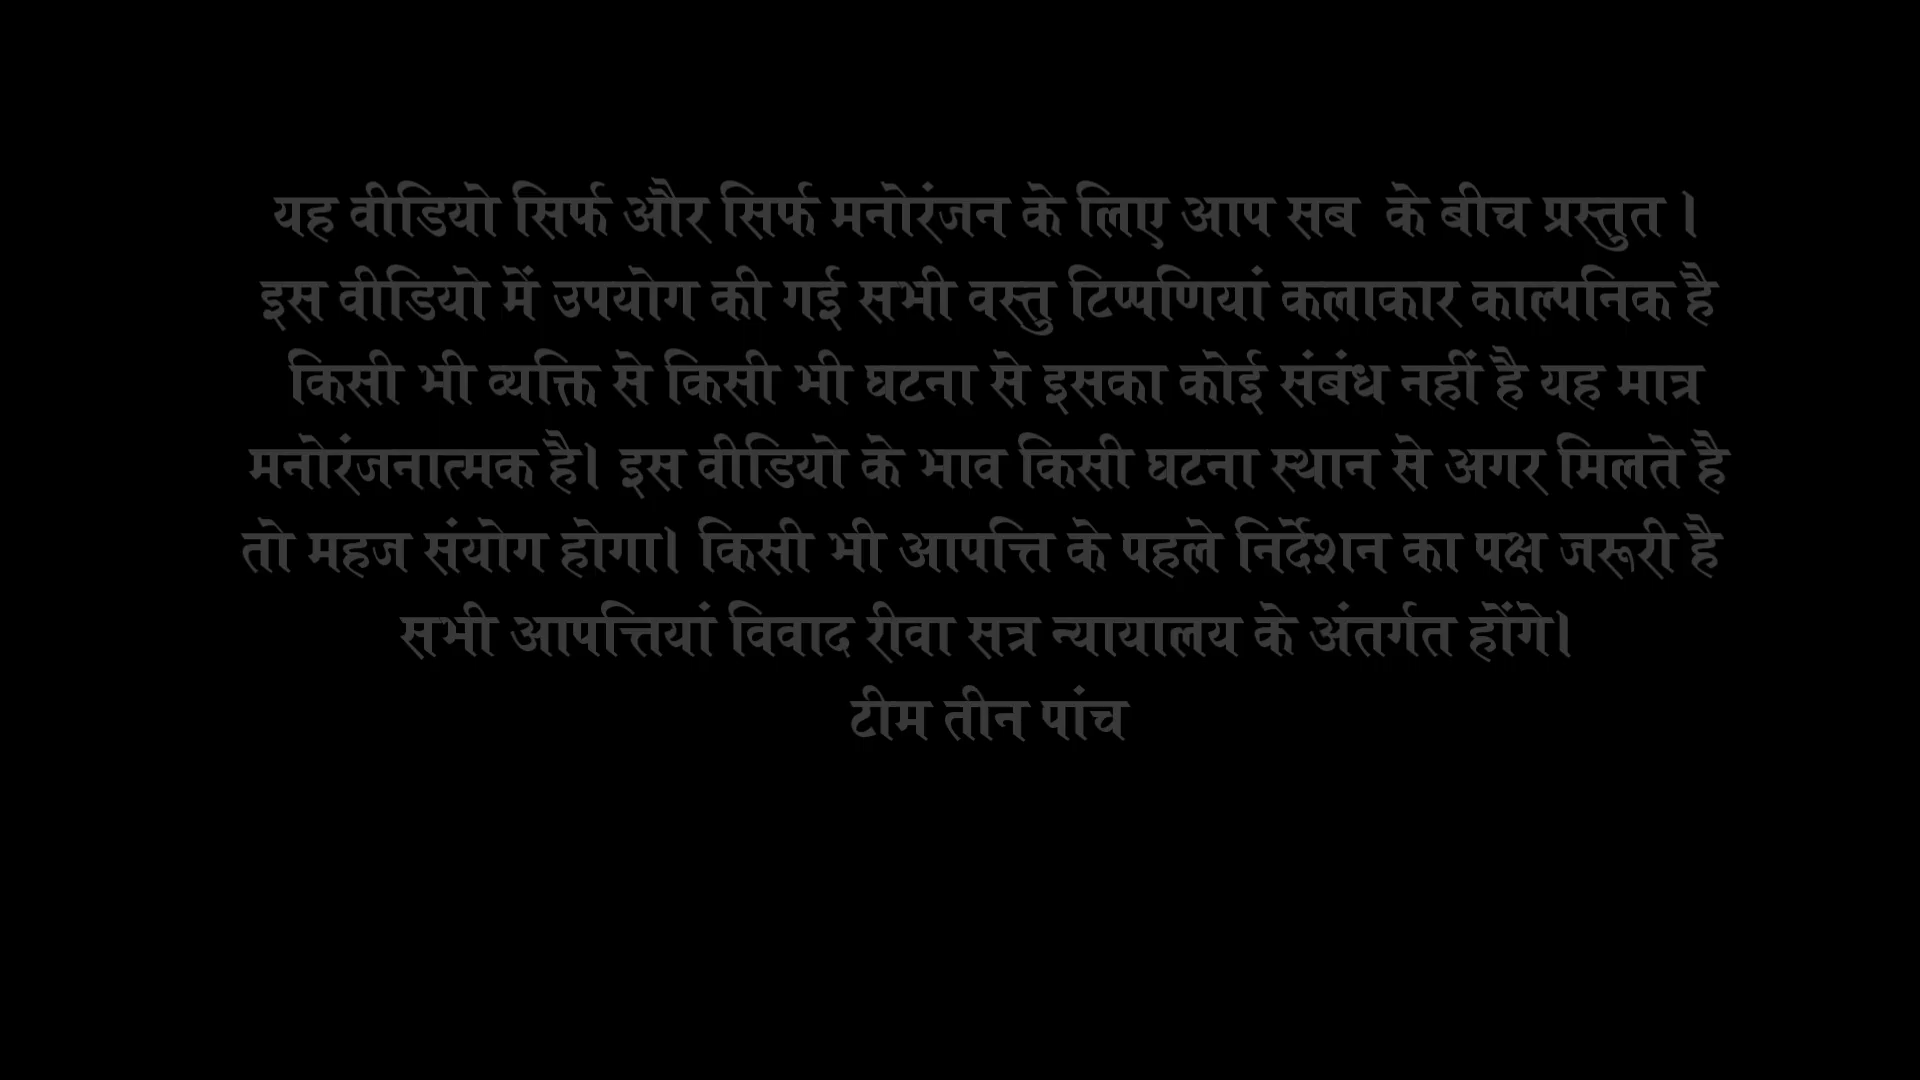 यह वीडियो सिर्फ और सिर्फ मनोरंजन के लिए आप सब के बीच प्रस्तुत ।
इस वीडियो में उपयोग की गई सभी वस्तु टिप्पणियां कलाकार काल्पनिक है
किसी भी व्यक्ति से किसी भी घटना से इसका कोई संबंध नहीं है यह मात्र
मनोरंजनात्मक है। इस वीडियो के भाव किसी घटना स्थान से अगर मिलते है
तो महज संयोग होगा। किसी भी आपत्ति के पहले निर्देशन का पक्ष जरूरी है
सभी आपत्तियां विवाद रीवा सत्र न्यायालय के अंतर्गत होंगे।
टीम तीन पांच